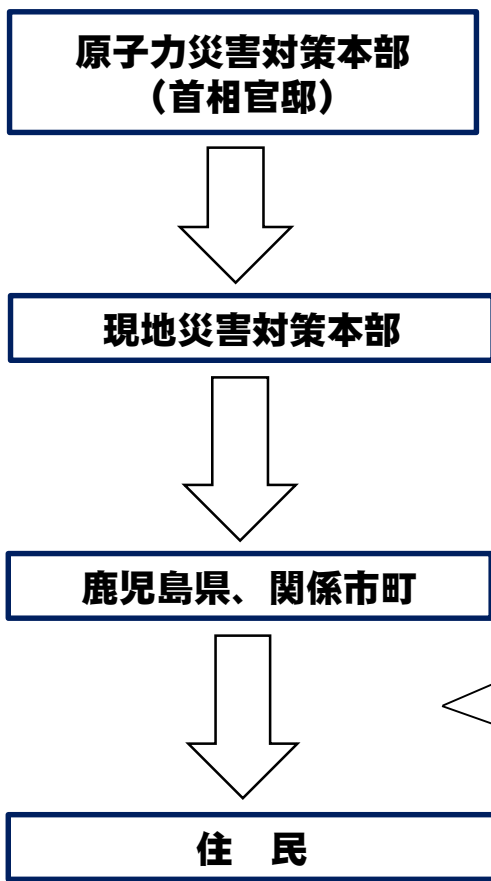 原子力災害対策本部
（首相官邸）
現地災害対策本部
鹿児島県、関係市町
住　民